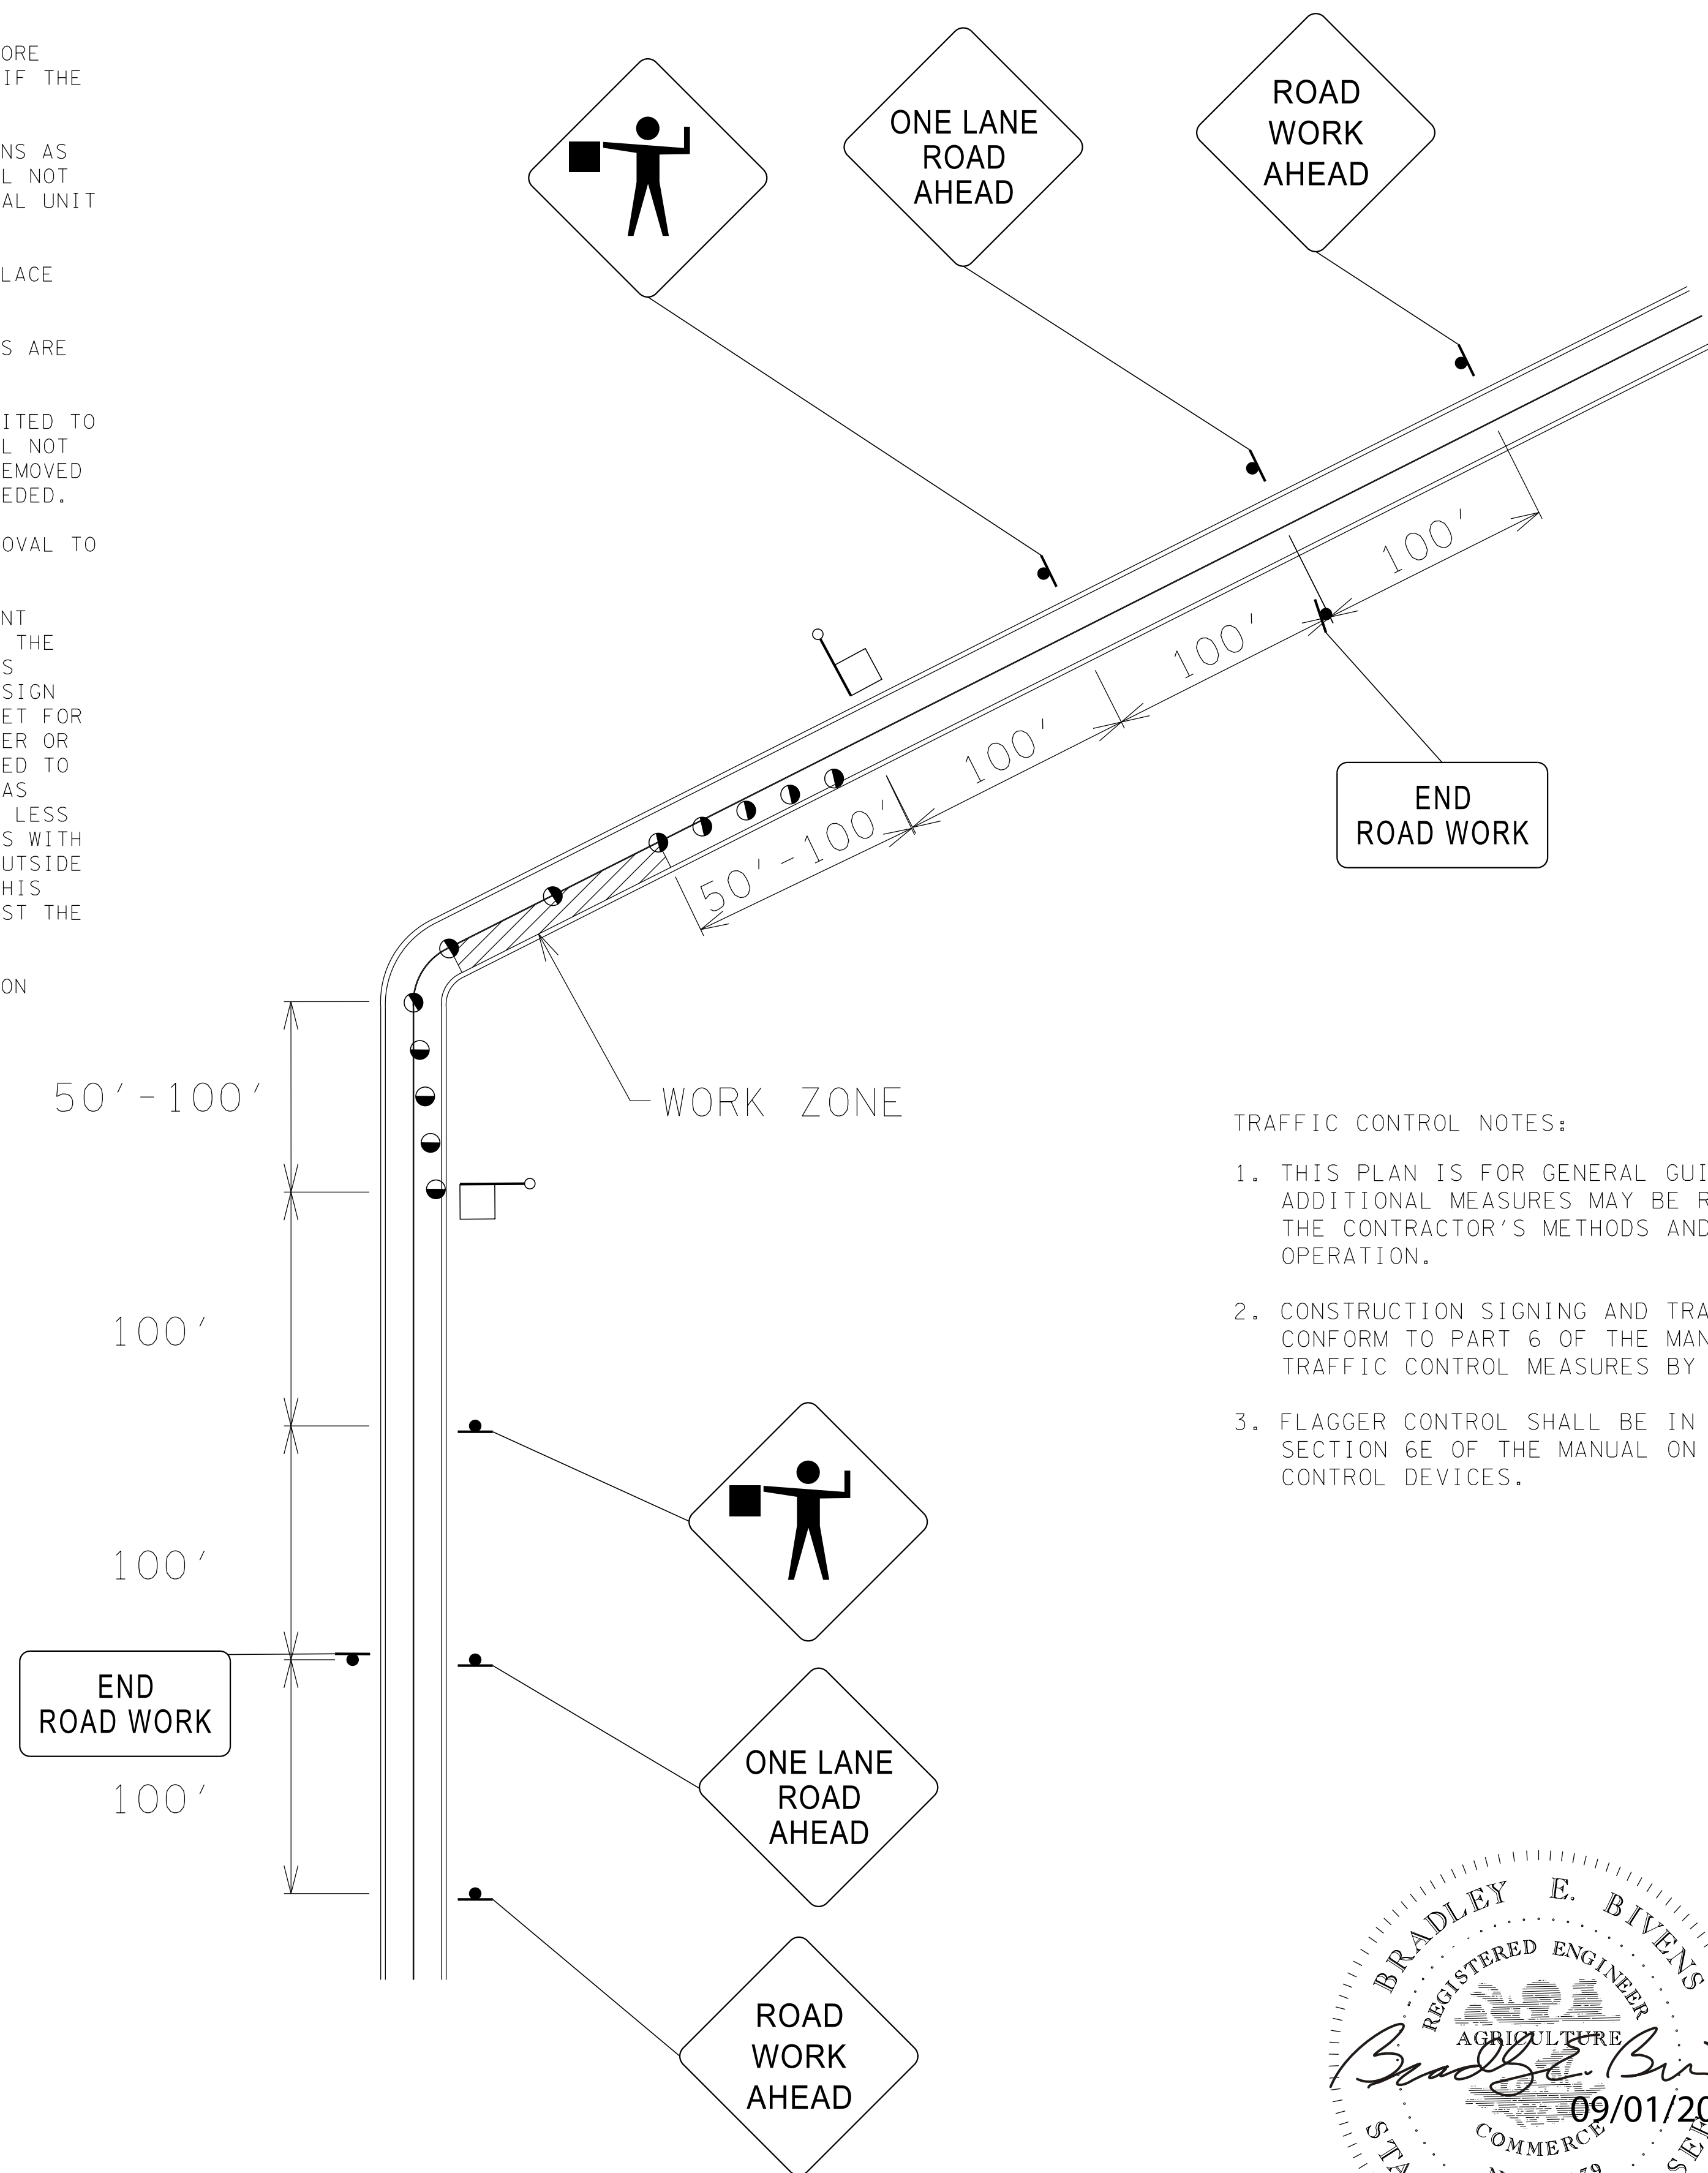 ORE
IF THE
NS AS
L NOT
AL UNIT
LACE
S ARE
ITED TO
L NOT
EMOVED
EDED.
OVAL TO
NT
THE
S
SIGN
ET FOR
ER OR
ED TO
AS
LESS
S WITH
UTSIDE
HIS
ST THE
ON
ONE LANE
ROAD
AHEAD
ROAD
WORK
AHEAD
100'
100'
100'
50'-100'
END
ROAD WORK
WORK ZONE
50'-100'
100'
100'
END
ROAD WORK
100'
ONE LANE
ROAD
AHEAD
ROAD
WORK
AHEAD
TRAFFIC CONTROL NOTES:
1. THIS PLAN IS FOR GENERAL GUI
ADDITIONAL MEASURES MAY BE R
THE CONTRACTOR'S METHODS AND
OPERATION.
2. CONSTRUCTION SIGNING AND TRA
CONFORM TO PART 6 OF THE MAN
TRAFFIC CONTROL MEASURES BY
3. FLAGGER CONTROL SHALL BE IN
SECTION 6E OF THE MANUAL ON
CONTROL DEVICES.
BRADLEY E. BIVENS
REGISTERED ENGINEER
AGRICULTURE
09/01/20
COMMERCE